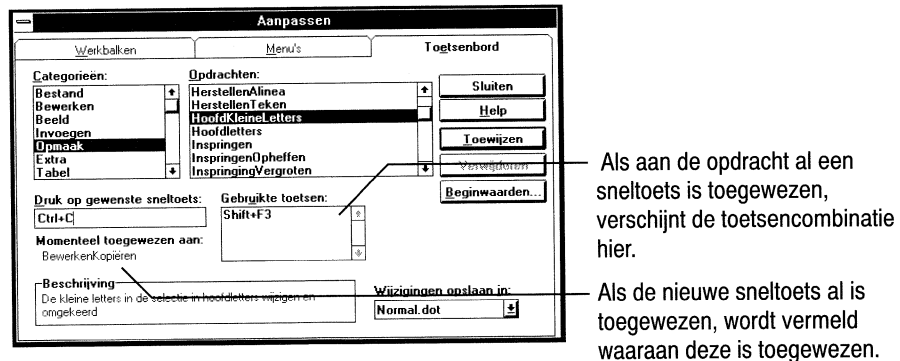 Aanpassen
Werkbalken
Menu's
Toetsenbord
Categorieën:
Bestand
Bewerken
Beeld
Invoegen
Opmaak
Extra
Tabel
Opdrachten:
HerstellenAlinea
HerstellenTeken
HoofdKleineLetters
Hoofdletters
Inspringen
InspringenOpheffen
InspringingVergroten
Sluiten
Help
Toewijzen
Verwijderen
Beginwaarden...
Druk op gewenste sneltoets:
Ctrl+C
Gebruikte toetsen:
Shift+F3
Momenteel toegewezen aan:
BewerkenKopiëren
Beschrijving
De kleine letters in de selectie in hoofdletters wijzigen en
omgekeerd
Wijzigingen opslaan in:
Normal.dot
Als aan de opdracht al een
sneltoets is toegewezen,
verschijnt de toetsencombinatie
hier.
Als de nieuwe sneltoets al is
toegewezen, wordt vermeld
waaraan deze is toegewezen.